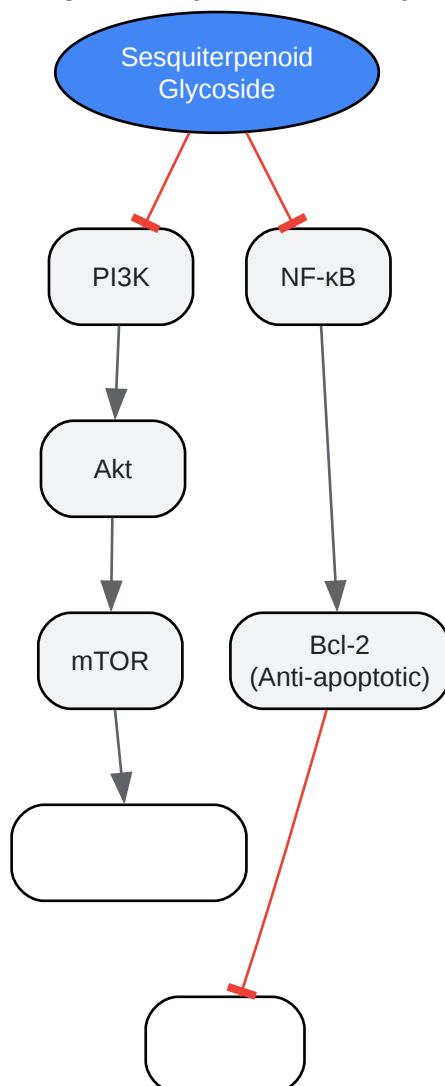 Sesquiterpenoid
Glycoside
PI3K
NF-κB
Akt
mTOR
Bcl-2
(Anti-apoptotic)